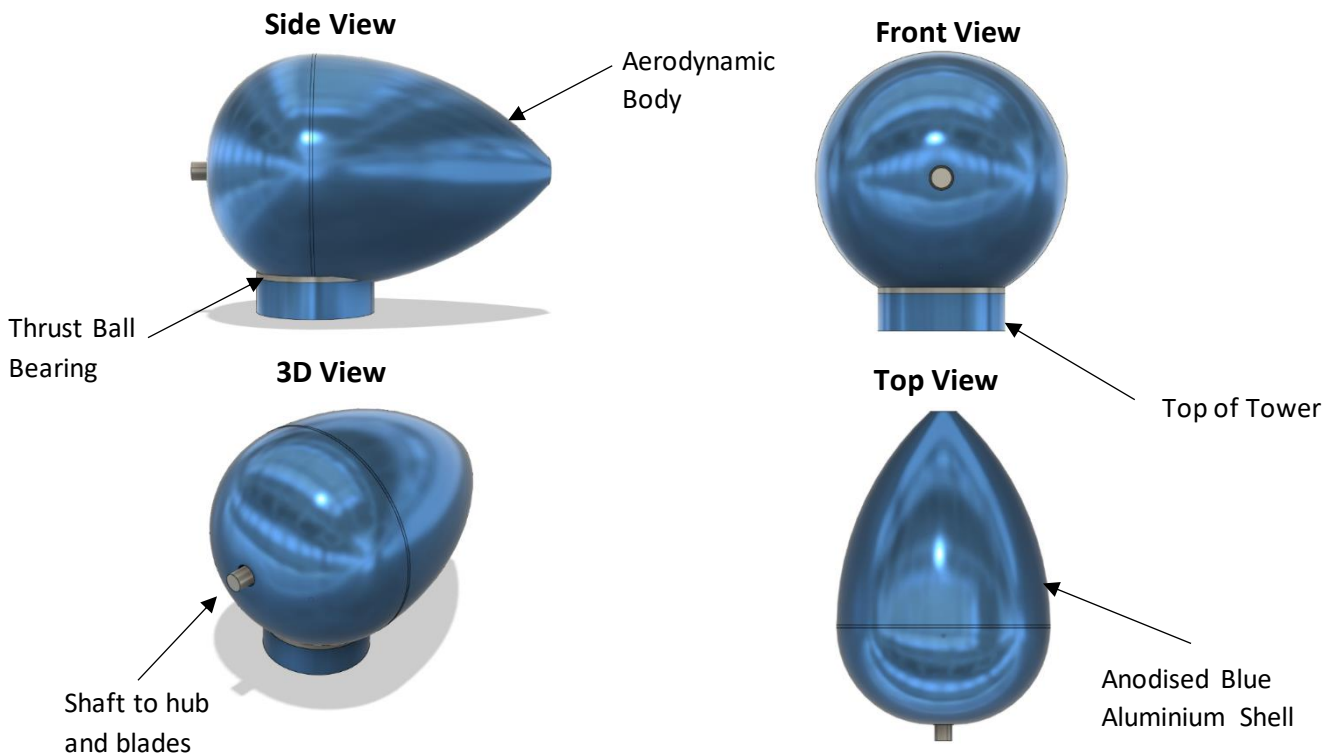 Side View
Front View
Aerodynamic
Body
Thrust Ball
Bearing
3D View
Top View
Top of Tower
Shaft to hub
and blades
Anodised Blue
Aluminium Shell